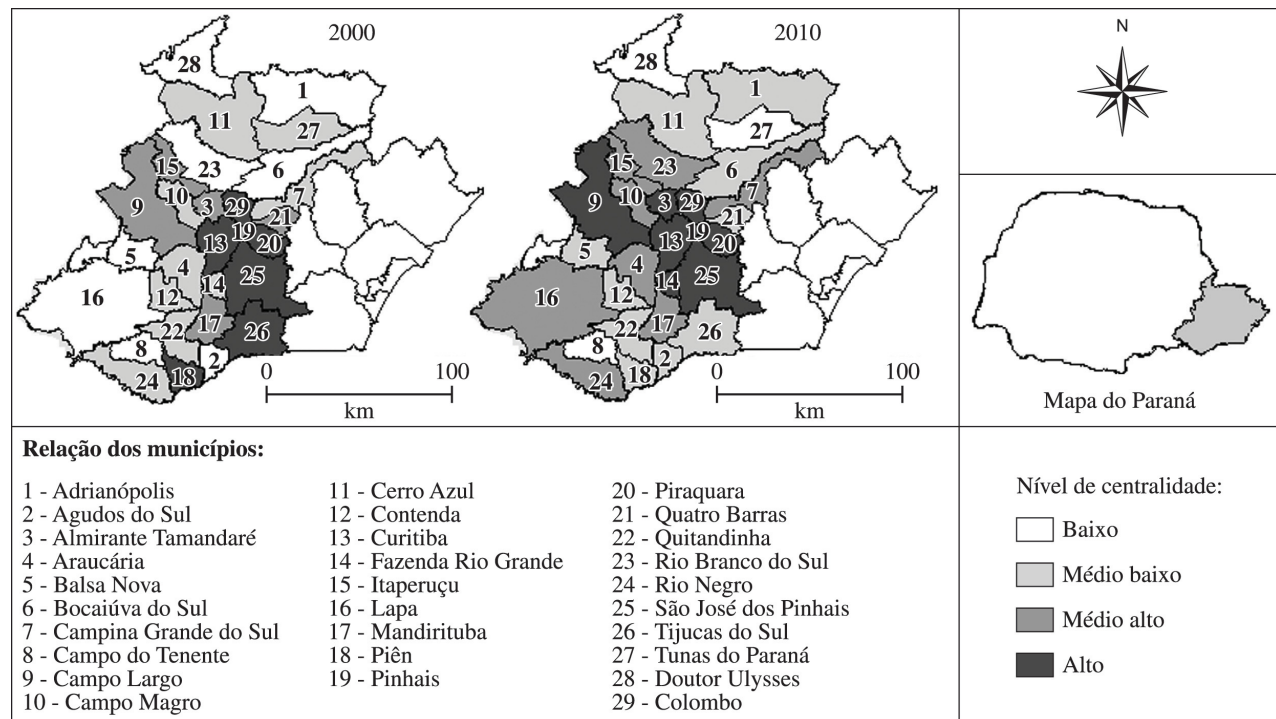 2000
28
1
11
27
15
23
6
10
3
29
7
9
21
13
19
20
5
4
25
14
16
12
17
22
26
8
2
24
18
0
100
km
2010
28
1
11
27
15
23
6
10
3
29
7
9
21
13
19
20
5
4
25
14
16
12
17
22
26
8
2
24
18
0
100
km
N
Mapa do Paraná
Relação dos municípios:
1 - Adrianópolis
2 - Agudos do Sul
3 - Almirante Tamandaré
4 - Araucária
5 - Balsa Nova
6 - Bocaiúva do Sul
7 - Campina Grande do Sul
8 - Campo do Tenente
9 - Campo Largo
10 - Campo Magro
11 - Cerro Azul
12 - Contenda
13 - Curitiba
14 - Fazenda Rio Grande
15 - Itaperuçu
16 - Lapa
17 - Mandirituba
18 - Piên
19 - Pinhais
20 - Piraquara
21 - Quatro Barras
22 - Quitandinha
23 - Rio Branco do Sul
24 - Rio Negro
25 - São José dos Pinhais
26 - Tijucas do Sul
27 - Tunas do Paraná
28 - Doutor Ulysses
29 - Colombo
Nível de centralidade:
Baixo
Médio baixo
Médio alto
Alto